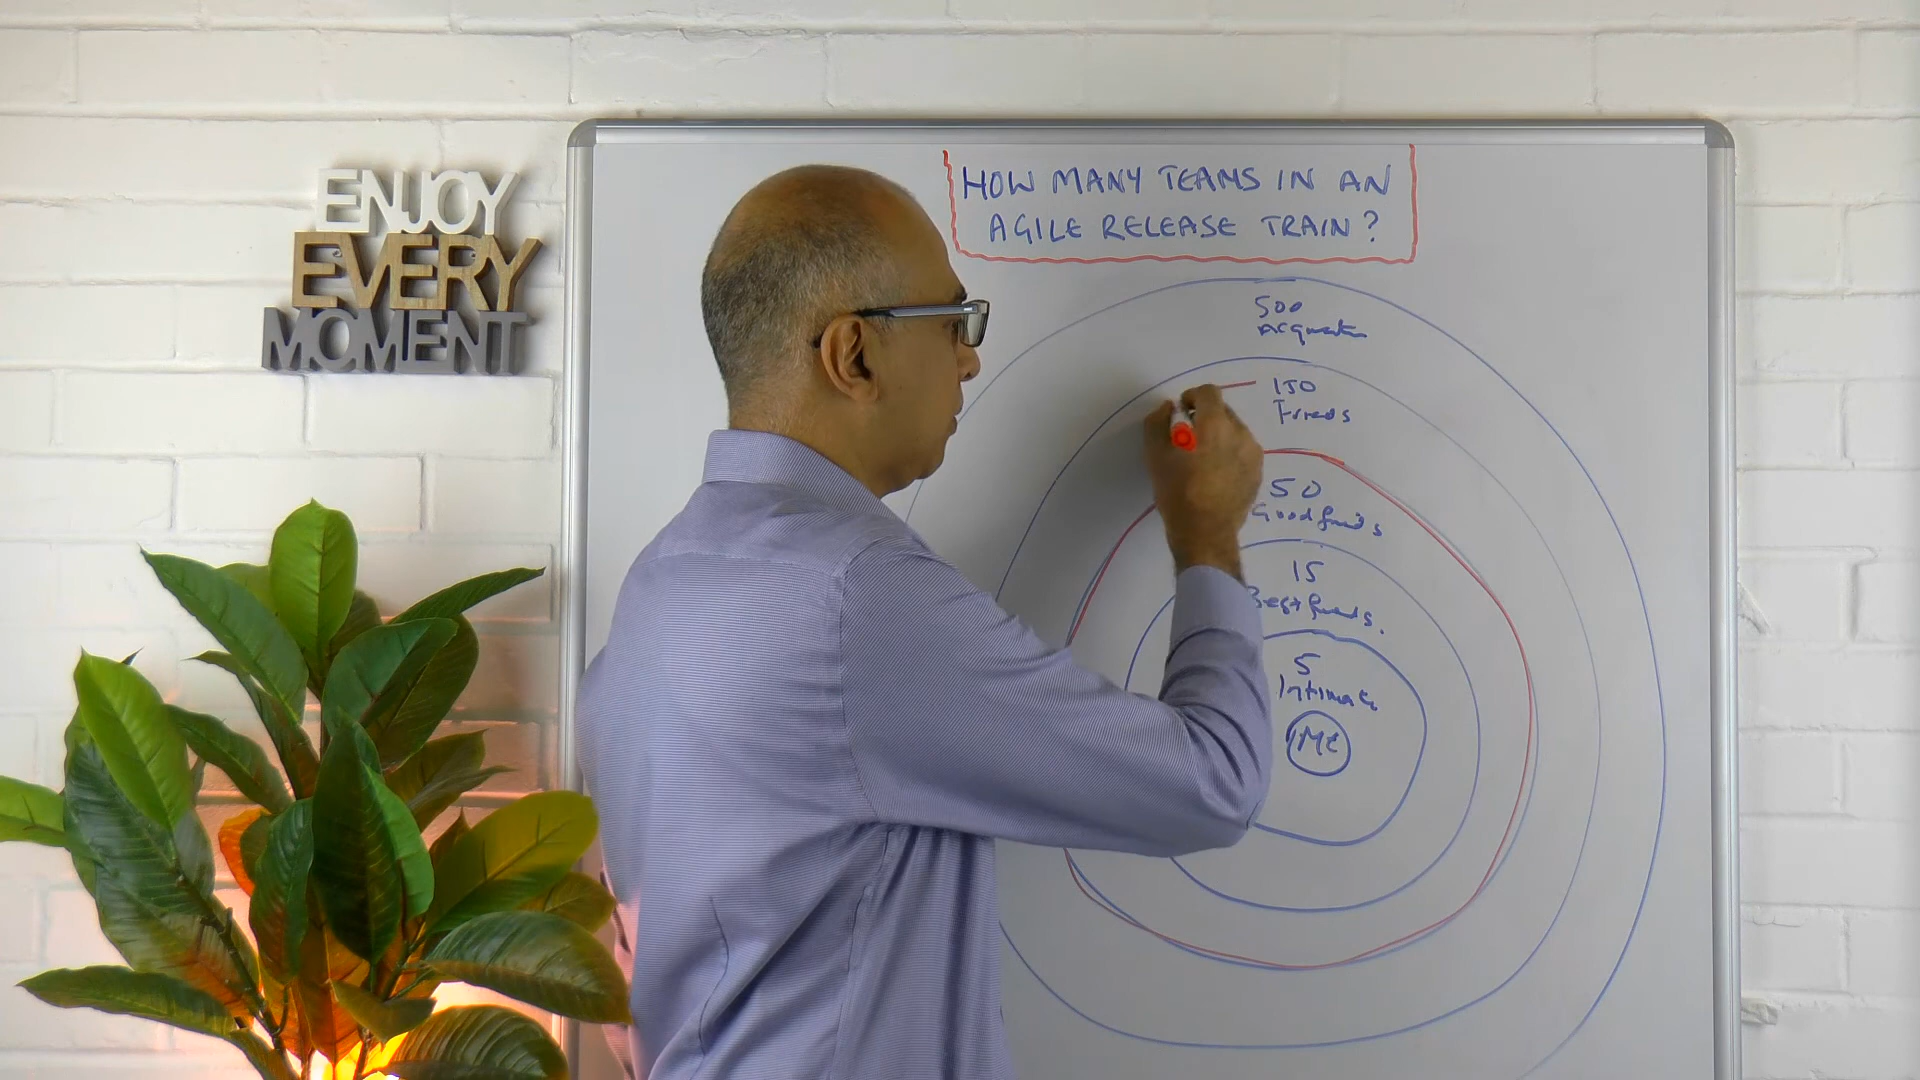 ENJOY
EVERY
MOMENT
HOW MANY TEAMS IN AN
AGILE RELEASE TRAIN?
500
150
Friends
50
Good friends
15
Best friends.
5
Intimate
ME